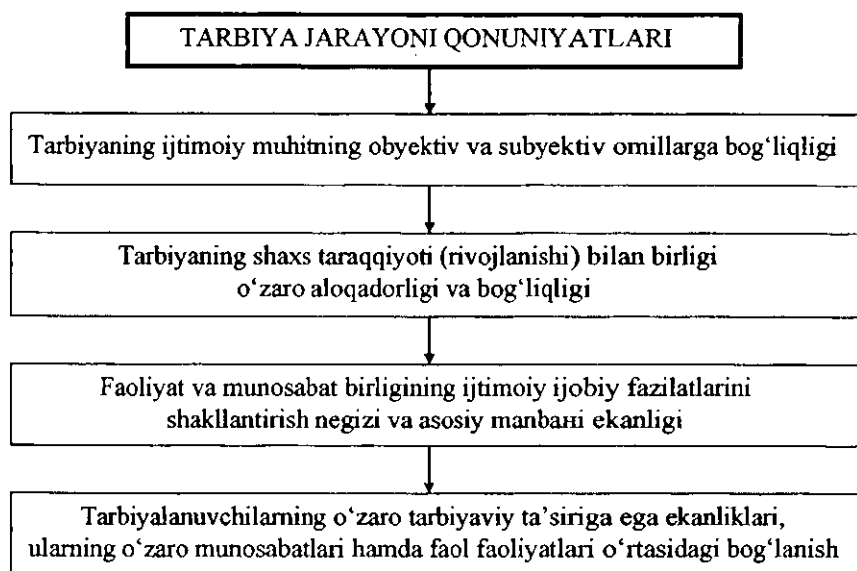 TARBIYA JARAYONI QONUNIYATLARI
Tarbiyaning ijtimoiy muhitning obyektiv va subyektiv omillarga bog‘liqligi
Tarbiyaning shaxs taraqqiyoti (rivojlanishi) bilan birligi
o‘zaro aloqadorligi va bog‘liqligi
Faoliyat va munosabat birligining ijtimoiy ijobiy fazilatlarini
shakllantirish negizi va asosiy manbaнi ekanligi
Tarbiyalanuvchilarning o‘zaro tarbiyaviy ta’siriga ega ekanliklari,
ularning o‘zaro munosabatlari hamda faol faoliyatlari o‘rtasidagi bog‘lanish